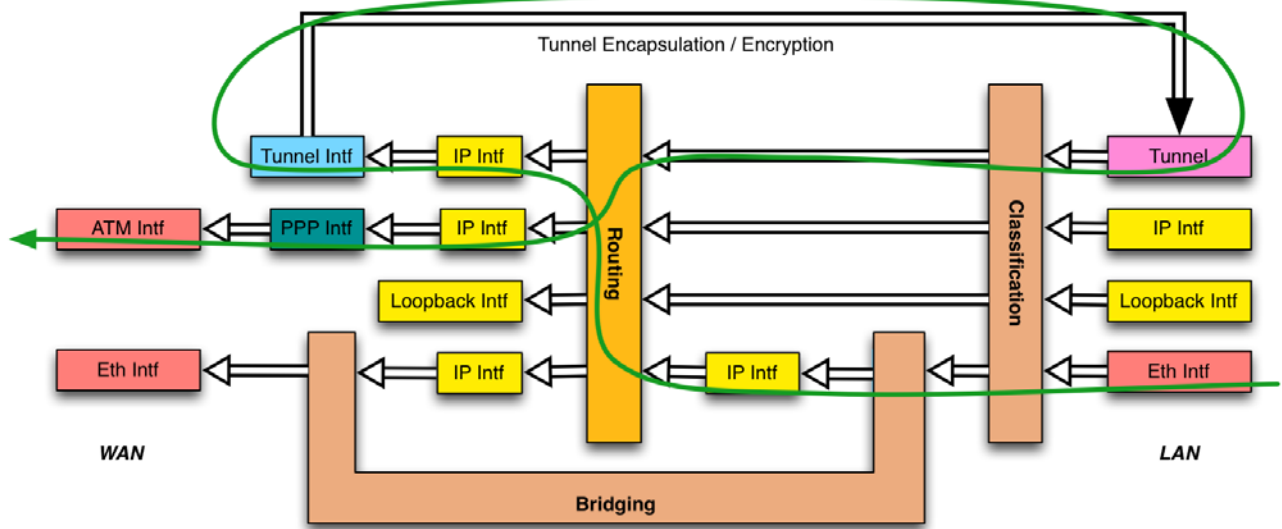 Tunnel Encapsulation / Encryption
Tunnel Intf
IP Intf
Tunnel
ATM Intf
PPP Intf
IP Intf
IP Intf
Routing
Classification
Loopback Intf
Loopback Intf
Eth Intf
IP Intf
IP Intf
Eth Intf
WAN
LAN
Bridging